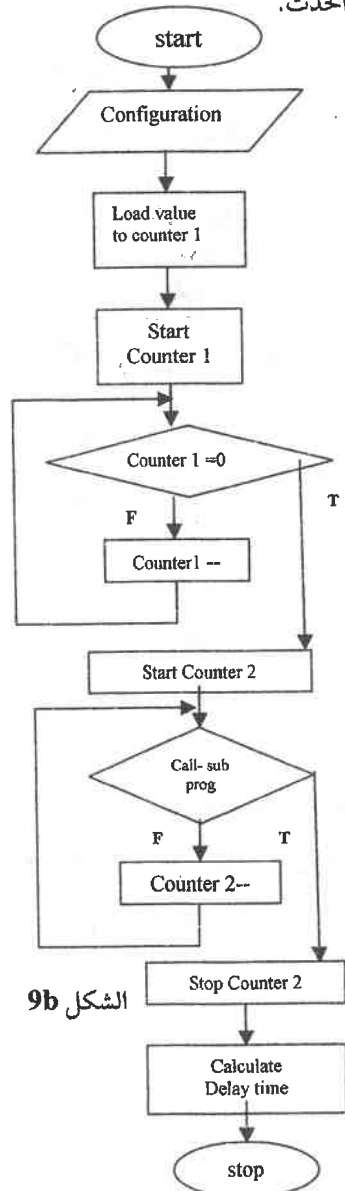 الحدث.
start
Configuration
Load value
to counter 1
Start
Counter 1
Counter 1 =0
T
F
Counter1 --
Start Counter 2
Call- sub
prog
F T
Counter 2--
الشكل 9b
Stop Counter 2
Calculate
Delay time
stop